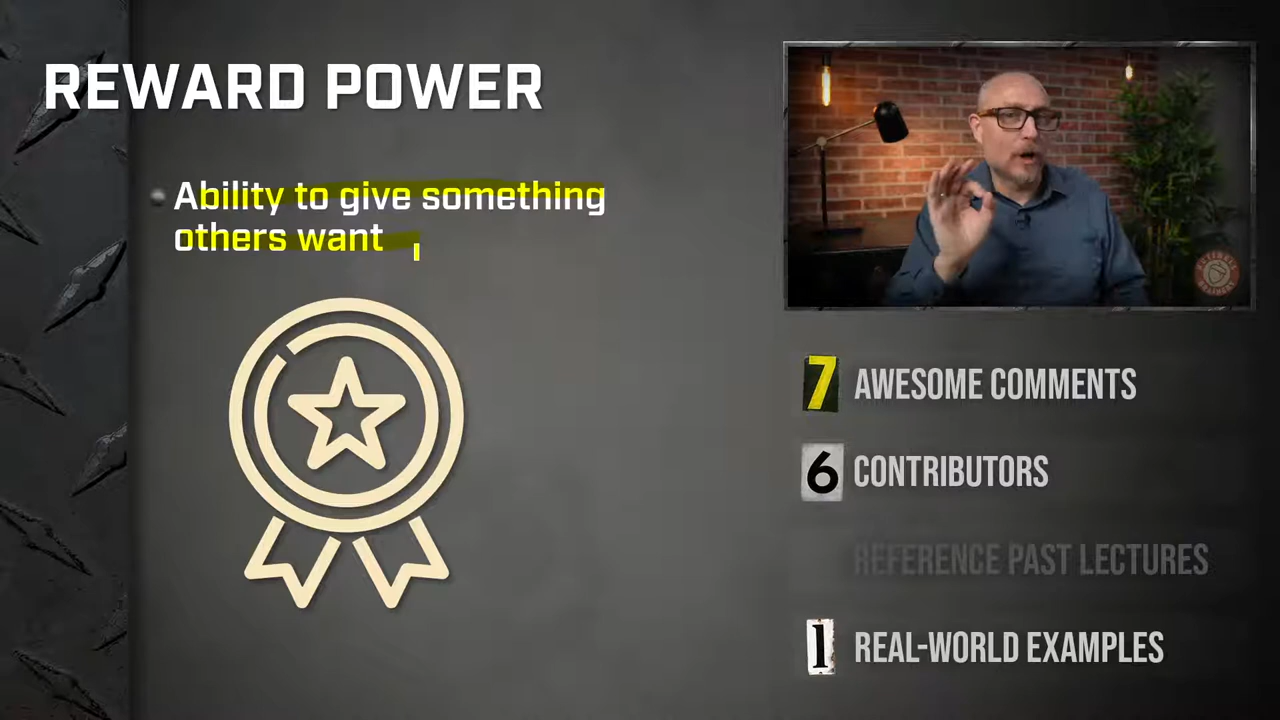 REWARD POWER
Ability to give something
others want
7 AWESOME COMMENTS
6 CONTRIBUTORS
REFERENCE PAST LECTURES
1 REAL-WORLD EXAMPLES